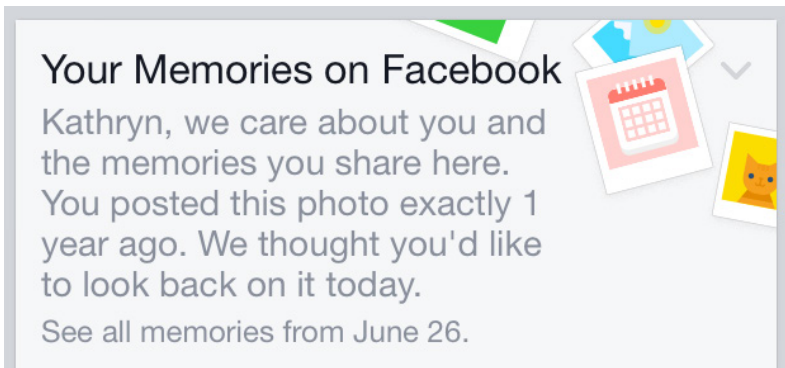 Your Memories on Facebook
Kathryn, we care about you and
the memories you share here.
You posted this photo exactly 1
year ago. We thought you'd like
to look back on it today.
See all memories from June 26.